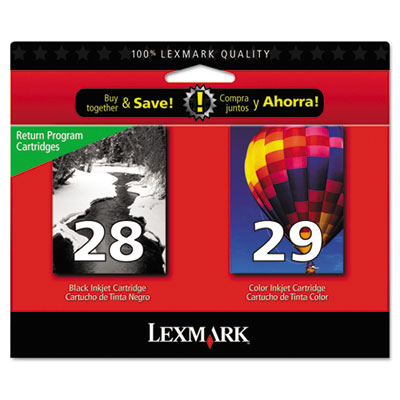 100% LEXMARK QUALITY
Buy together & Save! ! Compra juntos y Ahorra!
Return Program
Cartridges
28
29
Black Inkjet Cartridge
Cartucho de Tinta Negro
Color Inkjet Cartridge
Cartucho de Tinta Color
LEXMARK